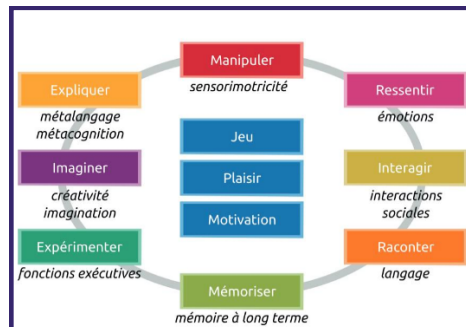 Manipuler
sensorimotricité
Expliquer
métalangage
métacognition
Ressentir
émotions
Jeu
Plaisir
Motivation
Imaginer
créativité
imagination
Interagir
interactions
sociales
Expérimenter
fonctions exécutives
Raconter
langage
Mémoriser
mémoire à long terme